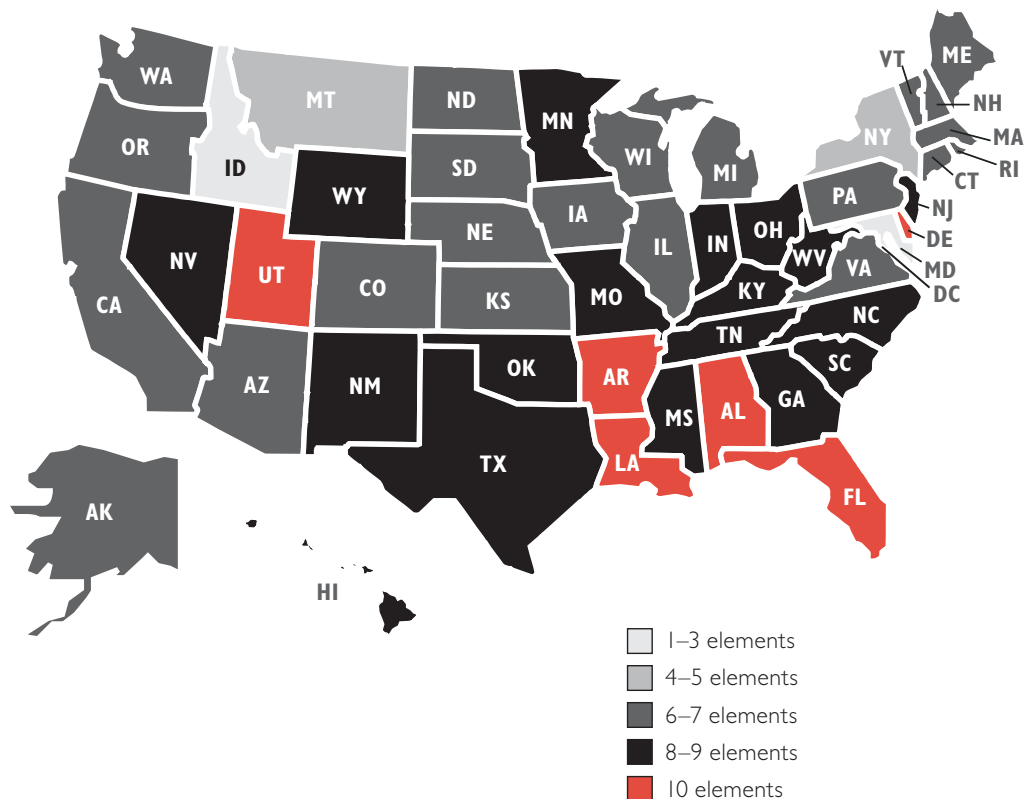 WA
MT
ND
MN
VT
ME
NH
OR
ID
SD
WI
MI
NY
MA
RI
CT
WY
IA
PA
NJ
NE
IL
IN
OH
DE
NV
UT
CO
WV
VA
MD
DC
CA
KS
MO
KY
NC
TN
AZ
NM
OK
AR
SC
MS
AL
GA
TX
LA
FL
AK
HI
1–3 elements
4–5 elements
6–7 elements
8–9 elements
10 elements